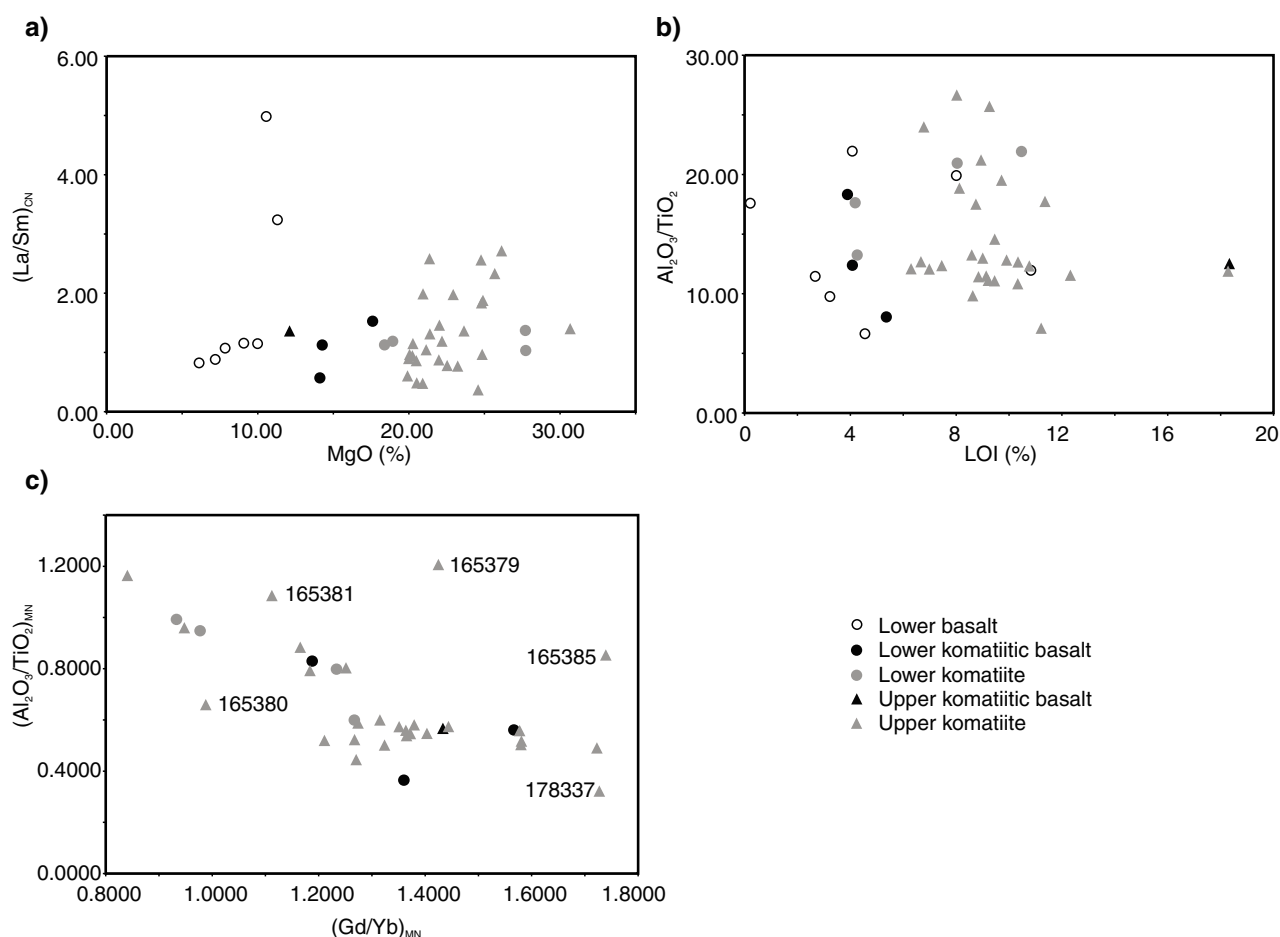 a)
6.00
4.00
2.00
0.00
(La/Sm)CN
0.00 10.00 20.00 30.00
MgO (%)
b)
30.00
20.00
10.00
0.00
Al2O3/TiO2
0 4 8 12 16 20
LOI (%)
c)
1.2000
0.8000
0.4000
0.0000
(Al2O3/TiO2)MN
165379
165381
165385
165380
178337
0.8000 1.0000 1.2000 1.4000 1.6000 1.8000
(Gd/Yb)MN
Lower basalt
Lower komatiitic basalt
Lower komatiite
Upper komatiitic basalt
Upper komatiite